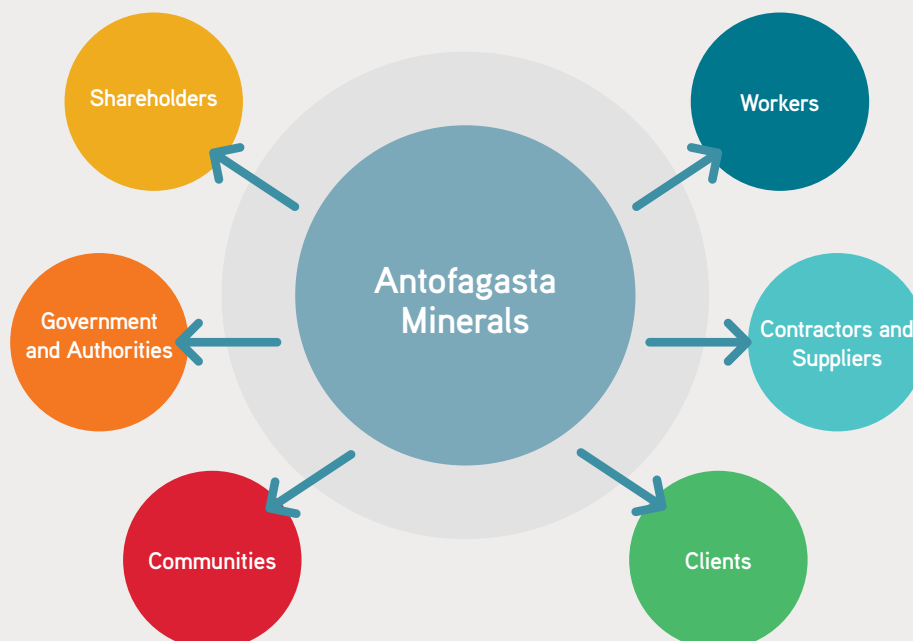 Shareholders
Workers
Antofagasta
Minerals
Government
and Authorities
Contractors and
Suppliers
Communities
Clients